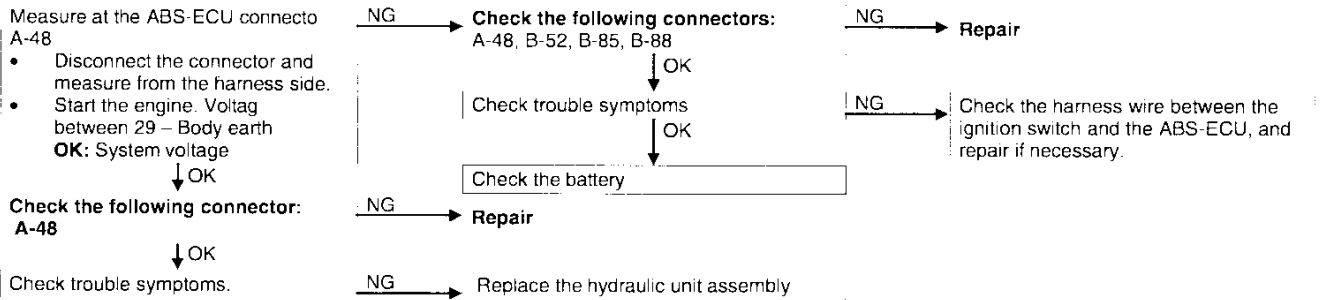 Measure at the ABS-ECU connecto
A-48
• Disconnect the connector and
measure from the harness side.
• Start the engine. Voltag
between 29 – Body earth
OK: System voltage
OK
NG
Check the following connectors:
A-48, B-52, B-85, B-88
NG
Repair
OK
Check trouble symptoms
NG
Check the harness wire between the
ignition switch and the ABS-ECU, and
repair if necessary.
OK
Check the battery
Check the following connector:
A-48
NG
Repair
OK
Check trouble symptoms.
NG
Replace the hydraulic unit assembly